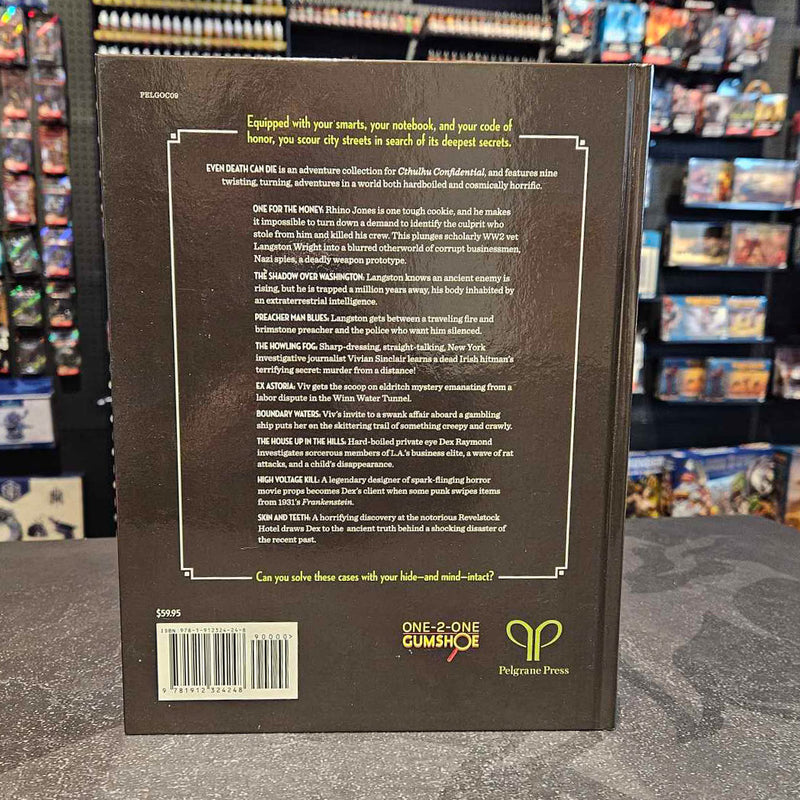 PELGOC09
Equipped with your smarts, your notebook, and your code of
honor, you scour city streets in search of its deepest secrets.
EVEN DEATH CAN DIE is an adventure collection for Cthulhu Confidential, and features nine
twisting, turning, adventures in a world both hardboiled and cosmically horrific.
ONE FOR THE MONEY: Rhino Jones is one tough cookie, and he makes
it impossible to turn down a demand to identify the culprit who
stole from him and killed his crew. This plunges scholarly WW2 vet
Langston Wright into a blurred otherworld of corrupt businessmen,
Nazi spies, a deadly weapon prototype.
THE SHADOW OVER WASHINGTON: Langston knows an ancient enemy is
rising, but he is trapped a million years away, his body inhabited by
an extraterrestrial intelligence.
PREACHER MAN BLUES: Langston gets between a traveling fire and
brimstone preacher and the police who want him silenced.
THE HOWLING FOG: Sharp-dressing, straight-talking, New York
investigative journalist Vivian Sinclair learns a dead Irish hitman's
terrifying secret: murder from a distance!
EX ASTORIA: Viv gets the scoop on eldritch mystery emanating from a
labor dispute in the Winn Water Tunnel.
BOUNDARY WATERS: Viv's invite to a swank affair aboard a gambling
ship puts her on the skittering trail of something creepy and crawly.
THE HOUSE UP IN THE HILLS: Hard-boiled private eye Dex Raymond
investigates sorcerous members of L.A.'s business elite, a wave of rat
attacks, and a child's disappearance.
HIGH VOLTAGE KILL: A legendary designer of spark-flinging horror
movie props becomes Dex's client when some punk swipes items
from 1931's Frankenstein.
SKIN AND TEETH: A horrifying discovery at the notorious Revelstock
Hotel draws Dex to the ancient truth behind a shocking disaster of
the recent past.
Can you solve these cases with your hide—and mind—intact?
$59.95
ISBN 978-1-912324-24-8
90000>
9 781912 324248
ONE-2-ONE
GUMSHOE
Pelgrane Press